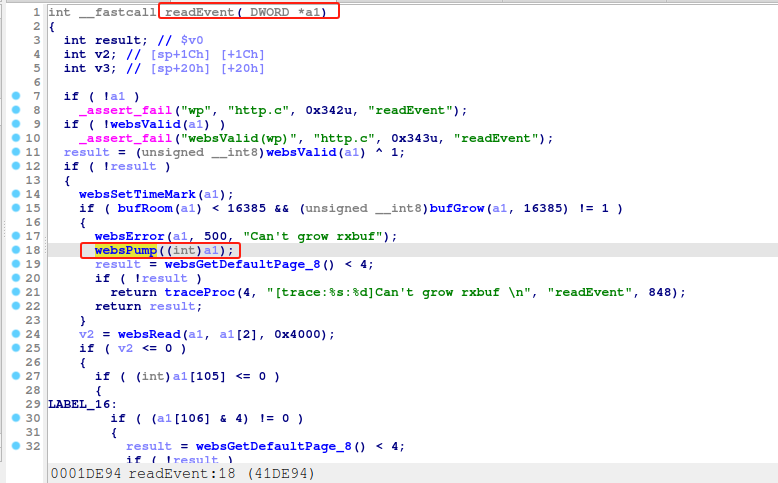 1 int __fastcall readEvent(_DWORD *a1)
2 {
3 int result; // $v0
4 int v2; // [sp+1Ch] [+1Ch]
5 int v3; // [sp+20h] [+20h]
6
7 if ( !a1 )
8 _assert_fail("wp", "http.c", 0x342u, "readEvent");
9 if ( !websValid(a1) )
10 _assert_fail("websValid(wp)", "http.c", 0x343u, "readEvent");
11 result = (unsigned __int8)websValid(a1) ^ 1;
12 if ( !result )
13 {
14 websSetTimeMark(a1);
15 if ( bufRoom(a1) < 16385 && (unsigned __int8)bufGrow(a1, 16385) != 1 )
16 {
17 websError(a1, 500, "Can't grow rxbuf");
18 websPump((int)a1);
19 result = websGetDefaultPage_8() < 4;
20 if ( !result )
21 return traceProc(4, "[trace:%s:%d]Can't grow rxbuf \n", "readEvent", 848);
22 return result;
23 }
24 v2 = websRead(a1, a1[2], 0x4000);
25 if ( v2 <= 0 )
26 {
27 if ( (int)a1[105] <= 0 )
28 {
29 LABEL_16:
30 if ( (a1[106] & 4) != 0 )
31 {
32 result = websGetDefaultPage_8() < 4;
if ( !result )
0001DE94 readEvent:18 (41DE94)